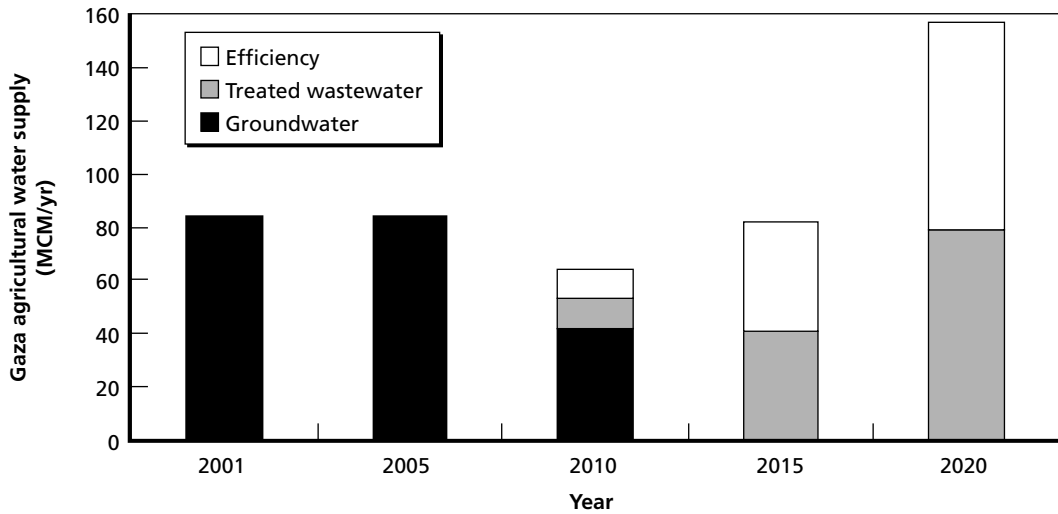 Gaza agricultural water supply
(MCM/yr)
160
140
120
100
80
60
40
20
0
Efficiency
Treated wastewater
Groundwater
2001
2005
2010
2015
2020
Year